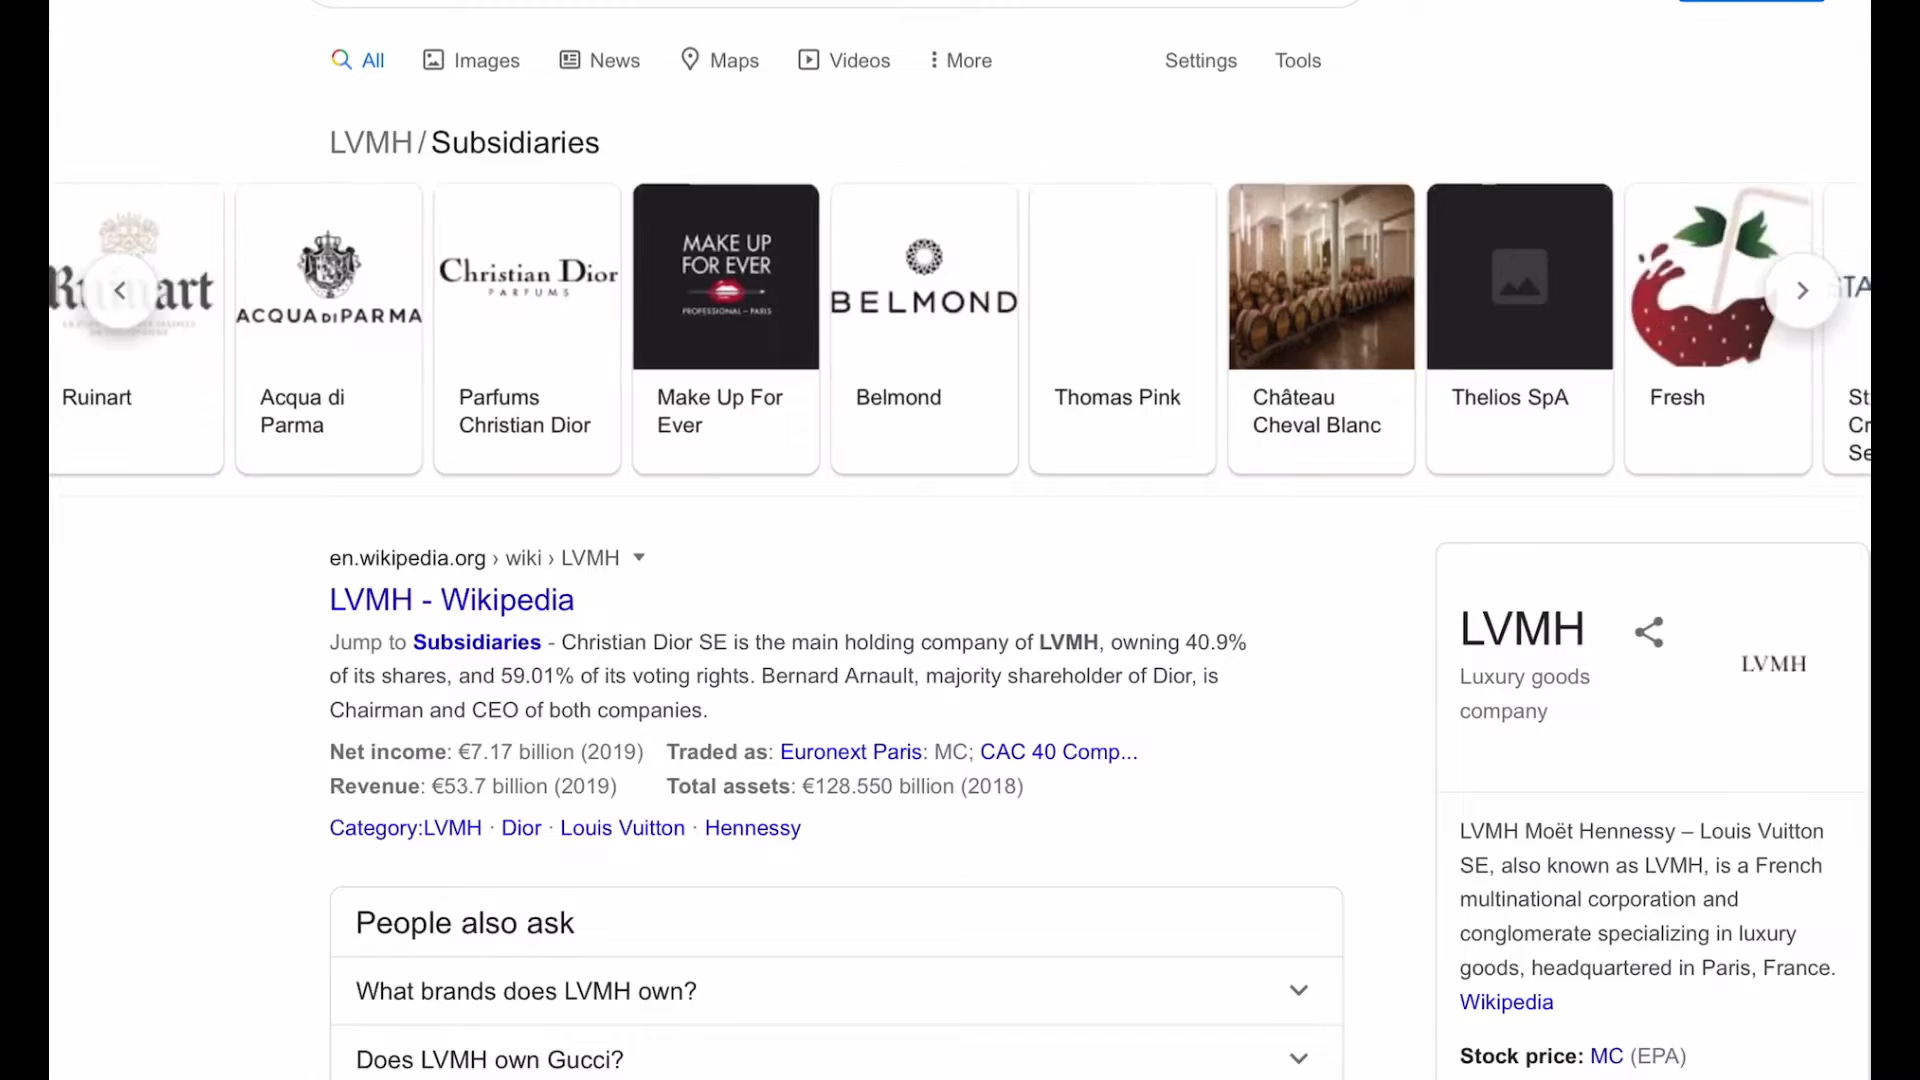 All Images News Maps Videos More Settings Tools
LVMH/Subsidiaries
ACQUA DI PARMA
Christian Dior
PARFUMS
MAKE UP
FOR EVER
PROFESSIONAL – PARIS
BELMOND
STA
Ruinart
Acqua di
Parma
Parfums
Christian Dior
Make Up For
Ever
Belmond
Thomas Pink
Château
Cheval Blanc
Thelios SpA
Fresh
St
Cr
Se
en.wikipedia.org › wiki › LVMH
LVMH - Wikipedia
Jump to Subsidiaries - Christian Dior SE is the main holding company of LVMH, owning 40.9%
of its shares, and 59.01% of its voting rights. Bernard Arnault, majority shareholder of Dior, is
Chairman and CEO of both companies.
Net income: €7.17 billion (2019) Traded as: Euronext Paris: MC; CAC 40 Comp...
Revenue: €53.7 billion (2019) Total assets: €128.550 billion (2018)
Category:LVMH · Dior · Louis Vuitton · Hennessy
People also ask
What brands does LVMH own?
Does LVMH own Gucci?
LVMH
Luxury goods
company
LVMH
LVMH Moët Hennessy – Louis Vuitton
SE, also known as LVMH, is a French
multinational corporation and
conglomerate specializing in luxury
goods, headquartered in Paris, France.
Wikipedia
Stock price: MC (EPA)